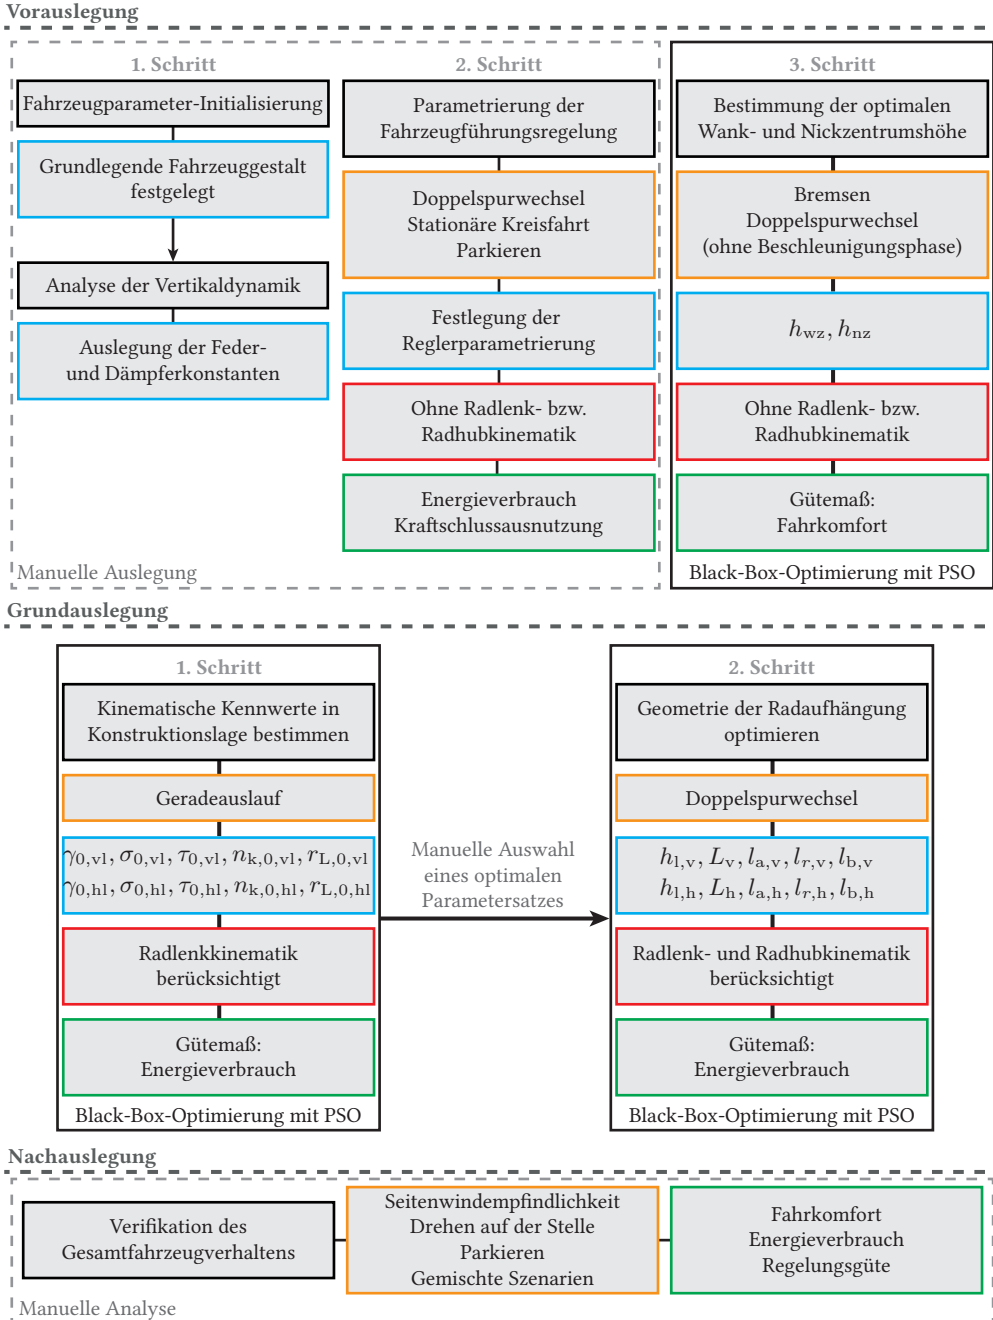 Vorauslegung
1. Schritt
Fahrzeugparameter-Initialisierung
Grundlegende Fahrzeuggestalt
festgelegt
Analyse der Vertikaldynamik
Auslegung der Feder-
und Dämpferkonstanten
2. Schritt
Parametrierung der
Fahrzeugführungsregelung
Doppelspurwechsel
Stationäre Kreisfahrt
Parkieren
Festlegung der
Reglerparametrierung
Ohne Radlenk- bzw.
Radhubkinematik
Energieverbrauch
Kraftschlussausnutzung
Manuelle Auslegung
3. Schritt
Bestimmung der optimalen
Wank- und Nickzentrumshöhe
Bremsen
Doppelspurwechsel
(ohne Beschleunigungsphase)
h_wz, h_nz
Ohne Radlenk- bzw.
Radhubkinematik
Gütemaß:
Fahrkomfort
Black-Box-Optimierung mit PSO
Grundauslegung
1. Schritt
Kinematische Kennwerte in
Konstruktionslage bestimmen
Geradeauslauf
γ_0,vl, σ_0,vl, τ_0,vl, n_k,0,vl, r_L,0,vl
γ_0,hl, σ_0,hl, τ_0,hl, n_k,0,hl, r_L,0,hl
Radlenkkinematik
berücksichtigt
Gütemaß:
Energieverbrauch
Black-Box-Optimierung mit PSO
Manuelle Auswahl
eines optimalen
Parametersatzes
2. Schritt
Geometrie der Radaufhängung
optimieren
Doppelspurwechsel
h_l,v, L_v, l_a,v, l_r,v, l_b,v
h_l,h, L_h, l_a,h, l_r,h, l_b,h
Radlenk- und Radhubkinematik
berücksichtigt
Gütemaß:
Energieverbrauch
Black-Box-Optimierung mit PSO
Nachauslegung
Verifikation des
Gesamtfahrzeugverhaltens
Seitenwindempfindlichkeit
Drehen auf der Stelle
Parkieren
Gemischte Szenarien
Fahrkomfort
Energieverbrauch
Regelungsgüte
Manuelle Analyse